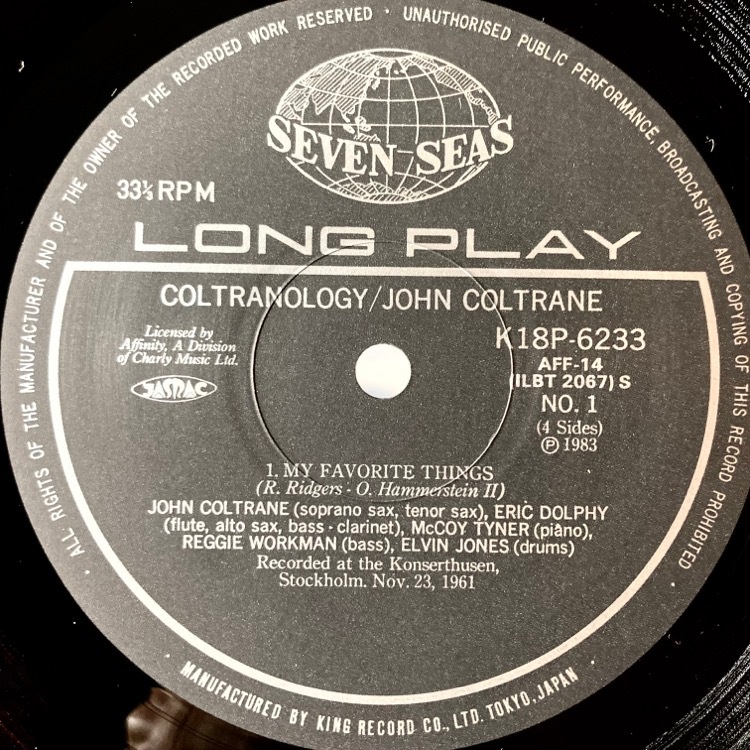 · ALL RIGHTS OF THE MANUFACTURER AND OF THE OWNER OF THE RECORDED WORK RESERVED · UNAUTHORISED PUBLIC PERFORMANCE, BROADCASTING AND COPYING OF THIS RECORD PROHIBITED ·
SEVEN SEAS
33⅓ RPM
LONG PLAY
COLTRANOLOGY/JOHN COLTRANE
Licensed by
Affinity, A Division
of Charly Music Ltd.
JASRAC
K18P-6233
AFF-14
(ILBT 2067) S
NO. 1
(4 Sides)
℗ 1983
1. MY FAVORITE THINGS
(R. Ridgers · O. Hammerstein II)
JOHN COLTRANE (soprano sax, tenor sax), ERIC DOLPHY
(flute, alto sax, bass-clarinet), McCOY TYNER (piano),
REGGIE WORKMAN (bass), ELVIN JONES (drums)
Recorded at the Konserthusen,
Stockholm. Nov. 23, 1961
MANUFACTURED BY KING RECORD CO., LTD. TOKYO, JAPAN